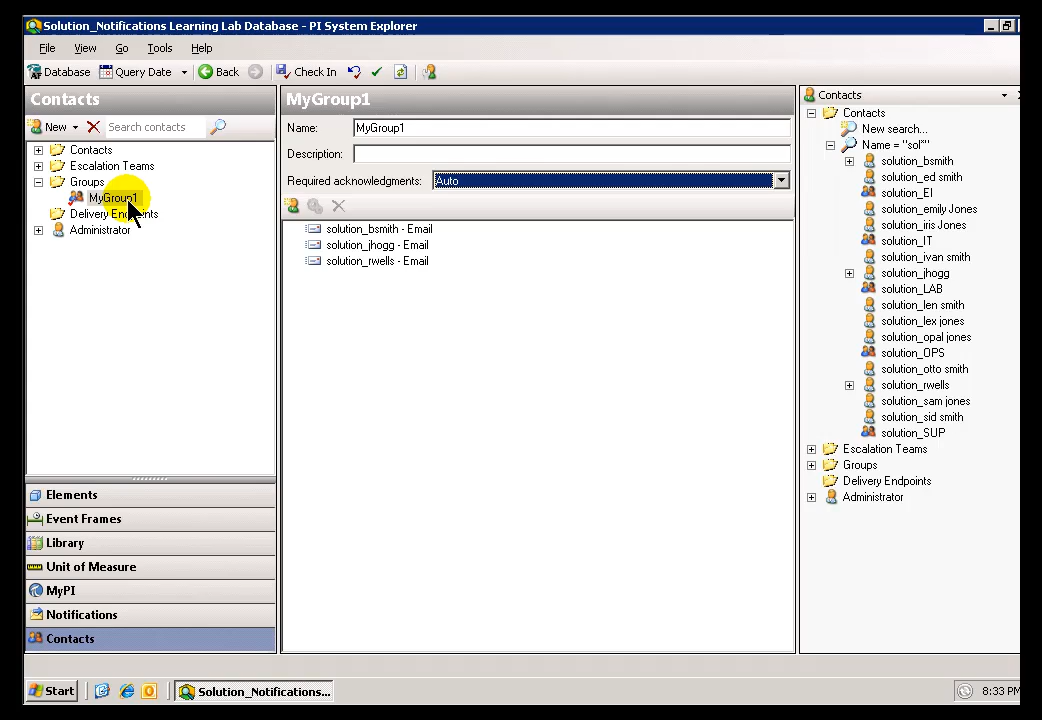 Solution_Notifications Learning Lab Database - PI System Explorer
File View Go Tools Help
Database Query Date Back Check In
Contacts
New Search contacts
Contacts
Escalation Teams
Groups
MyGroup1
Delivery Endpoints
Administrator
Elements
Event Frames
Library
Unit of Measure
MyPI
Notifications
Contacts
MyGroup1
Name: MyGroup1
Description:
Required acknowledgments: Auto
solution_bsmith - Email
solution_jhogg - Email
solution_rwells - Email
Contacts
Contacts
New search...
Name = "sol*"
solution_bsmith
solution_ed smith
solution_EI
solution_emily Jones
solution_iris Jones
solution_IT
solution_ivan smith
solution_jhogg
solution_LAB
solution_len smith
solution_lex jones
solution_opal jones
solution_OPS
solution_otto smith
solution_rwells
solution_sam jones
solution_sid smith
solution_SUP
Escalation Teams
Groups
Delivery Endpoints
Administrator
Start Solution_Notifications... 8:33 PM